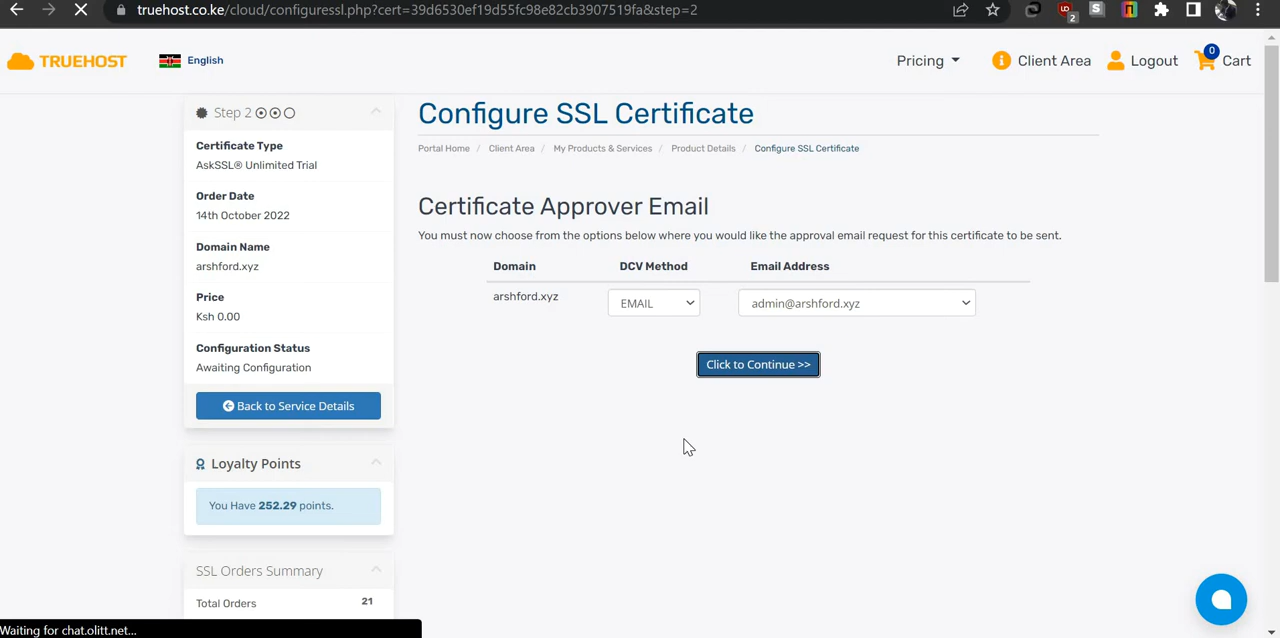 truehost.co.ke/cloud/configuressl.php?cert=39d6530ef19d55fc98e82cb3907519fa&step=2
2
S
TRUEHOST
English
Pricing
Client Area
Logout
0
Cart
Step 2
Certificate Type
AskSSL® Unlimited Trial
Order Date
14th October 2022
Domain Name
arshford.xyz
Price
Ksh 0.00
Configuration Status
Awaiting Configuration
Back to Service Details
Loyalty Points
You Have 252.29 points.
SSL Orders Summary
Total Orders 21
Configure SSL Certificate
Portal Home / Client Area / My Products & Services / Product Details / Configure SSL Certificate
Certificate Approver Email
You must now choose from the options below where you would like the approval email request for this certificate to be sent.
Domain DCV Method Email Address
arshford.xyz EMAIL admin@arshford.xyz
Click to Continue >>
Waiting for chat.olitt.net...